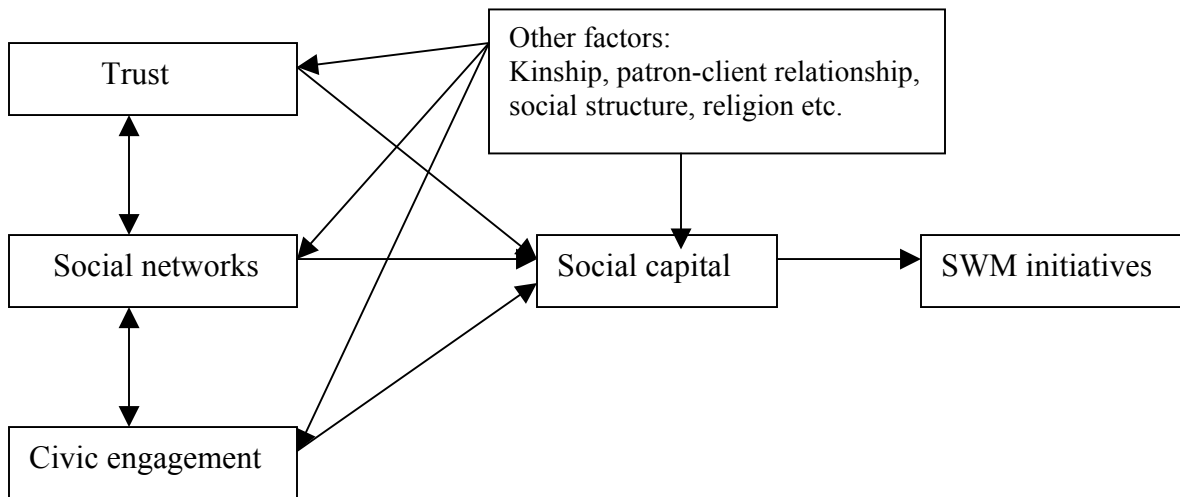 Other factors:
Kinship, patron-client relationship,
social structure, religion etc.
Trust
Social networks
Social capital
SWM initiatives
Civic engagement